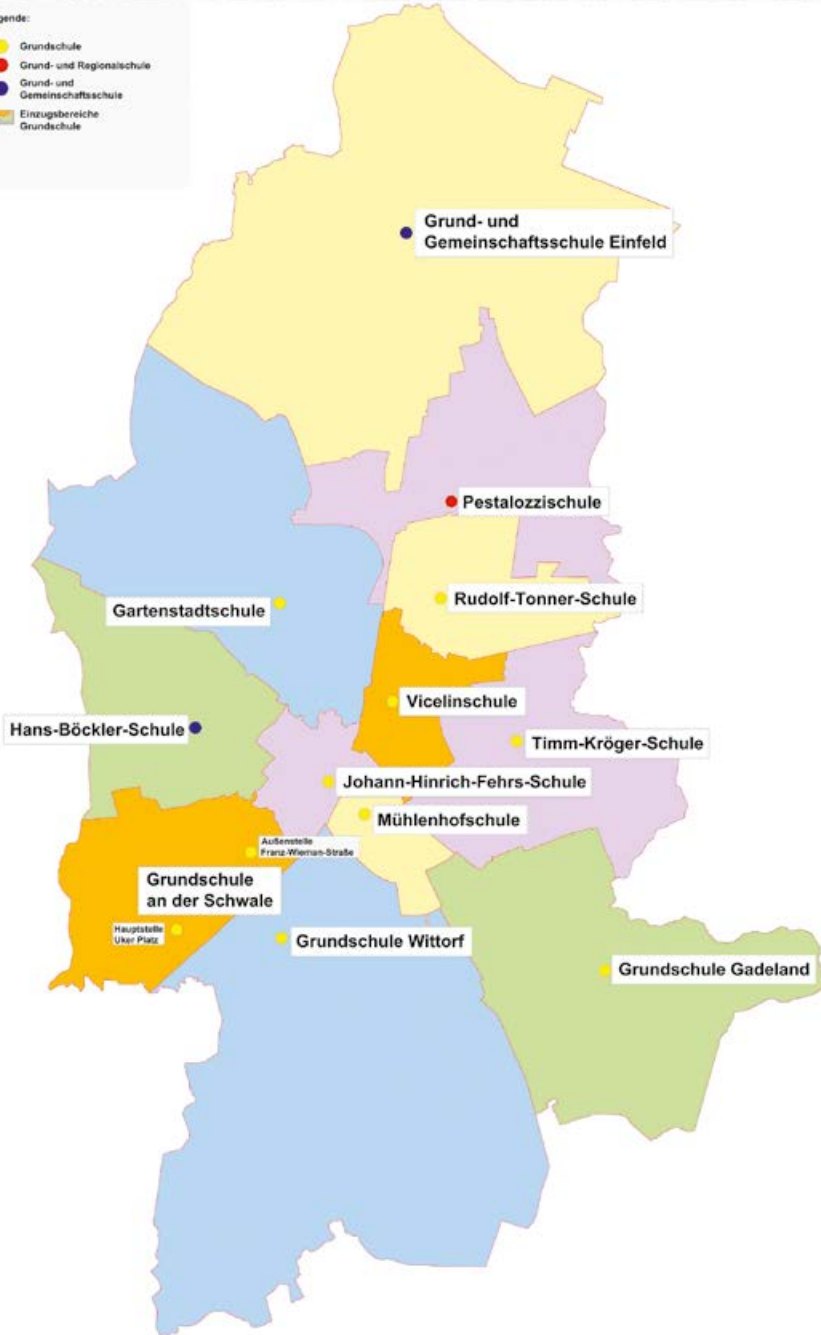 gende:
Grundschule
Grund- und Regionalschule
Grund- und
Gemeinschaftsschule
Einzugsbereiche
Grundschule
Grund- und
Gemeinschaftsschule Einfeld
Pestalozzischule
Gartenstadtschule
Rudolf-Tonner-Schule
Vicelinschule
Hans-Böckler-Schule
Timm-Kröger-Schule
Johann-Hinrich-Fehrs-Schule
Mühlenhofschule
Außenstelle
Franz-Wieman-Straße
Grundschule
an der Schwale
Hauptstelle
Uker Platz
Grundschule Wittorf
Grundschule Gadeland